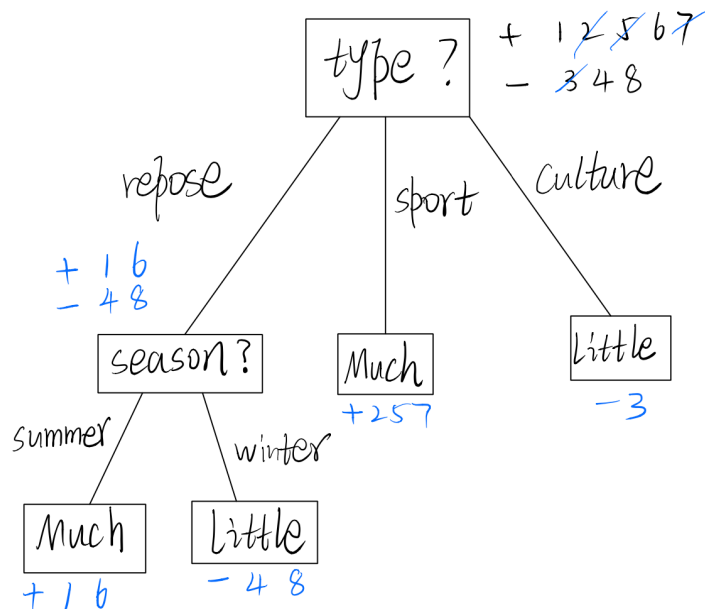 type ?
+ 1 2 5 6 7
- 3 4 8
repose
sport
culture
+ 1 6
- 4 8
season ?
Much
Little
+ 2 5 7
- 3
summer
winter
Much
Little
+ 1 6
- 4 8